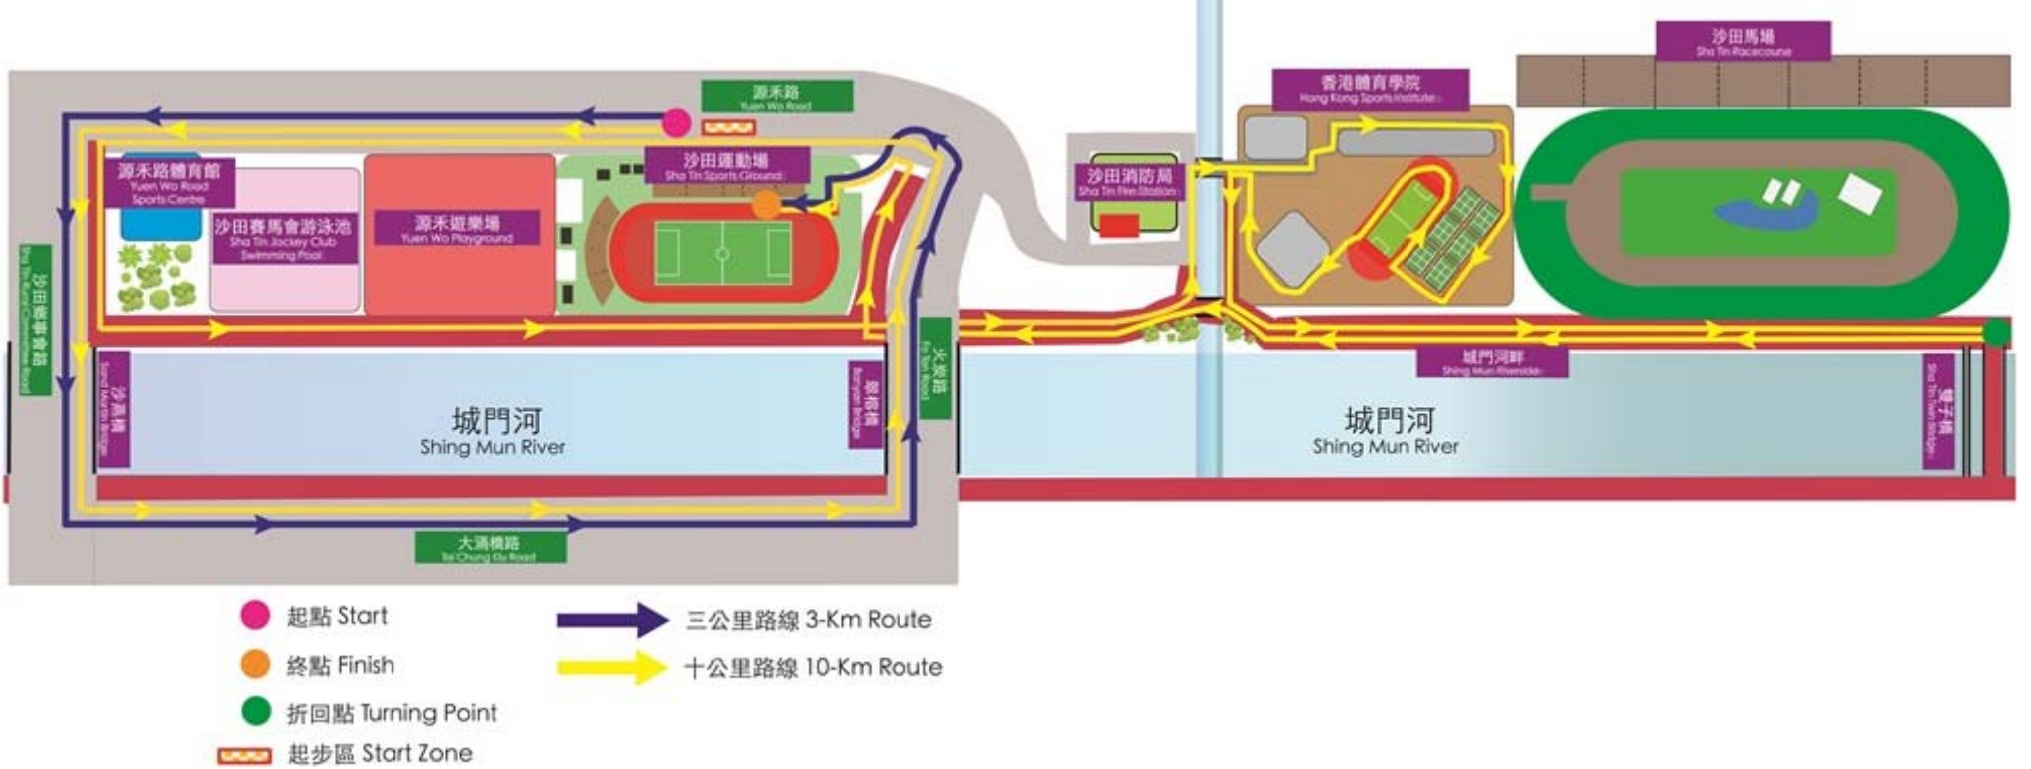 沙田馬場
Sha Tin Racecourse
香港體育學院
Hong Kong Sports Institute
源禾路
Yuen Wo Road
沙田運動場
Sha Tin Sports Ground
源禾路體育館
Yuen Wo Road
Sports Centre
沙田賽馬會游泳池
Sha Tin Jockey Club
Swimming Pool
源禾遊樂場
Yuen Wo Playground
沙田消防局
Sha Tin Fire Station
沙田鄉事會路
Sha Tin Rural Committee Road
火炭路
Fo Tan Road
城門河畔
Shing Mun Riverside
沙燕橋
Sand Martin Bridge
翠榕橋
Banyan Bridge
雙子橋
Sha Tin Twin Bridge
城門河
Shing Mun River
城門河
Shing Mun River
大涌橋路
Tai Chung Kiu Road
起點 Start
終點 Finish
折回點 Turning Point
起步區 Start Zone
三公里路線 3-Km Route
十公里路線 10-Km Route